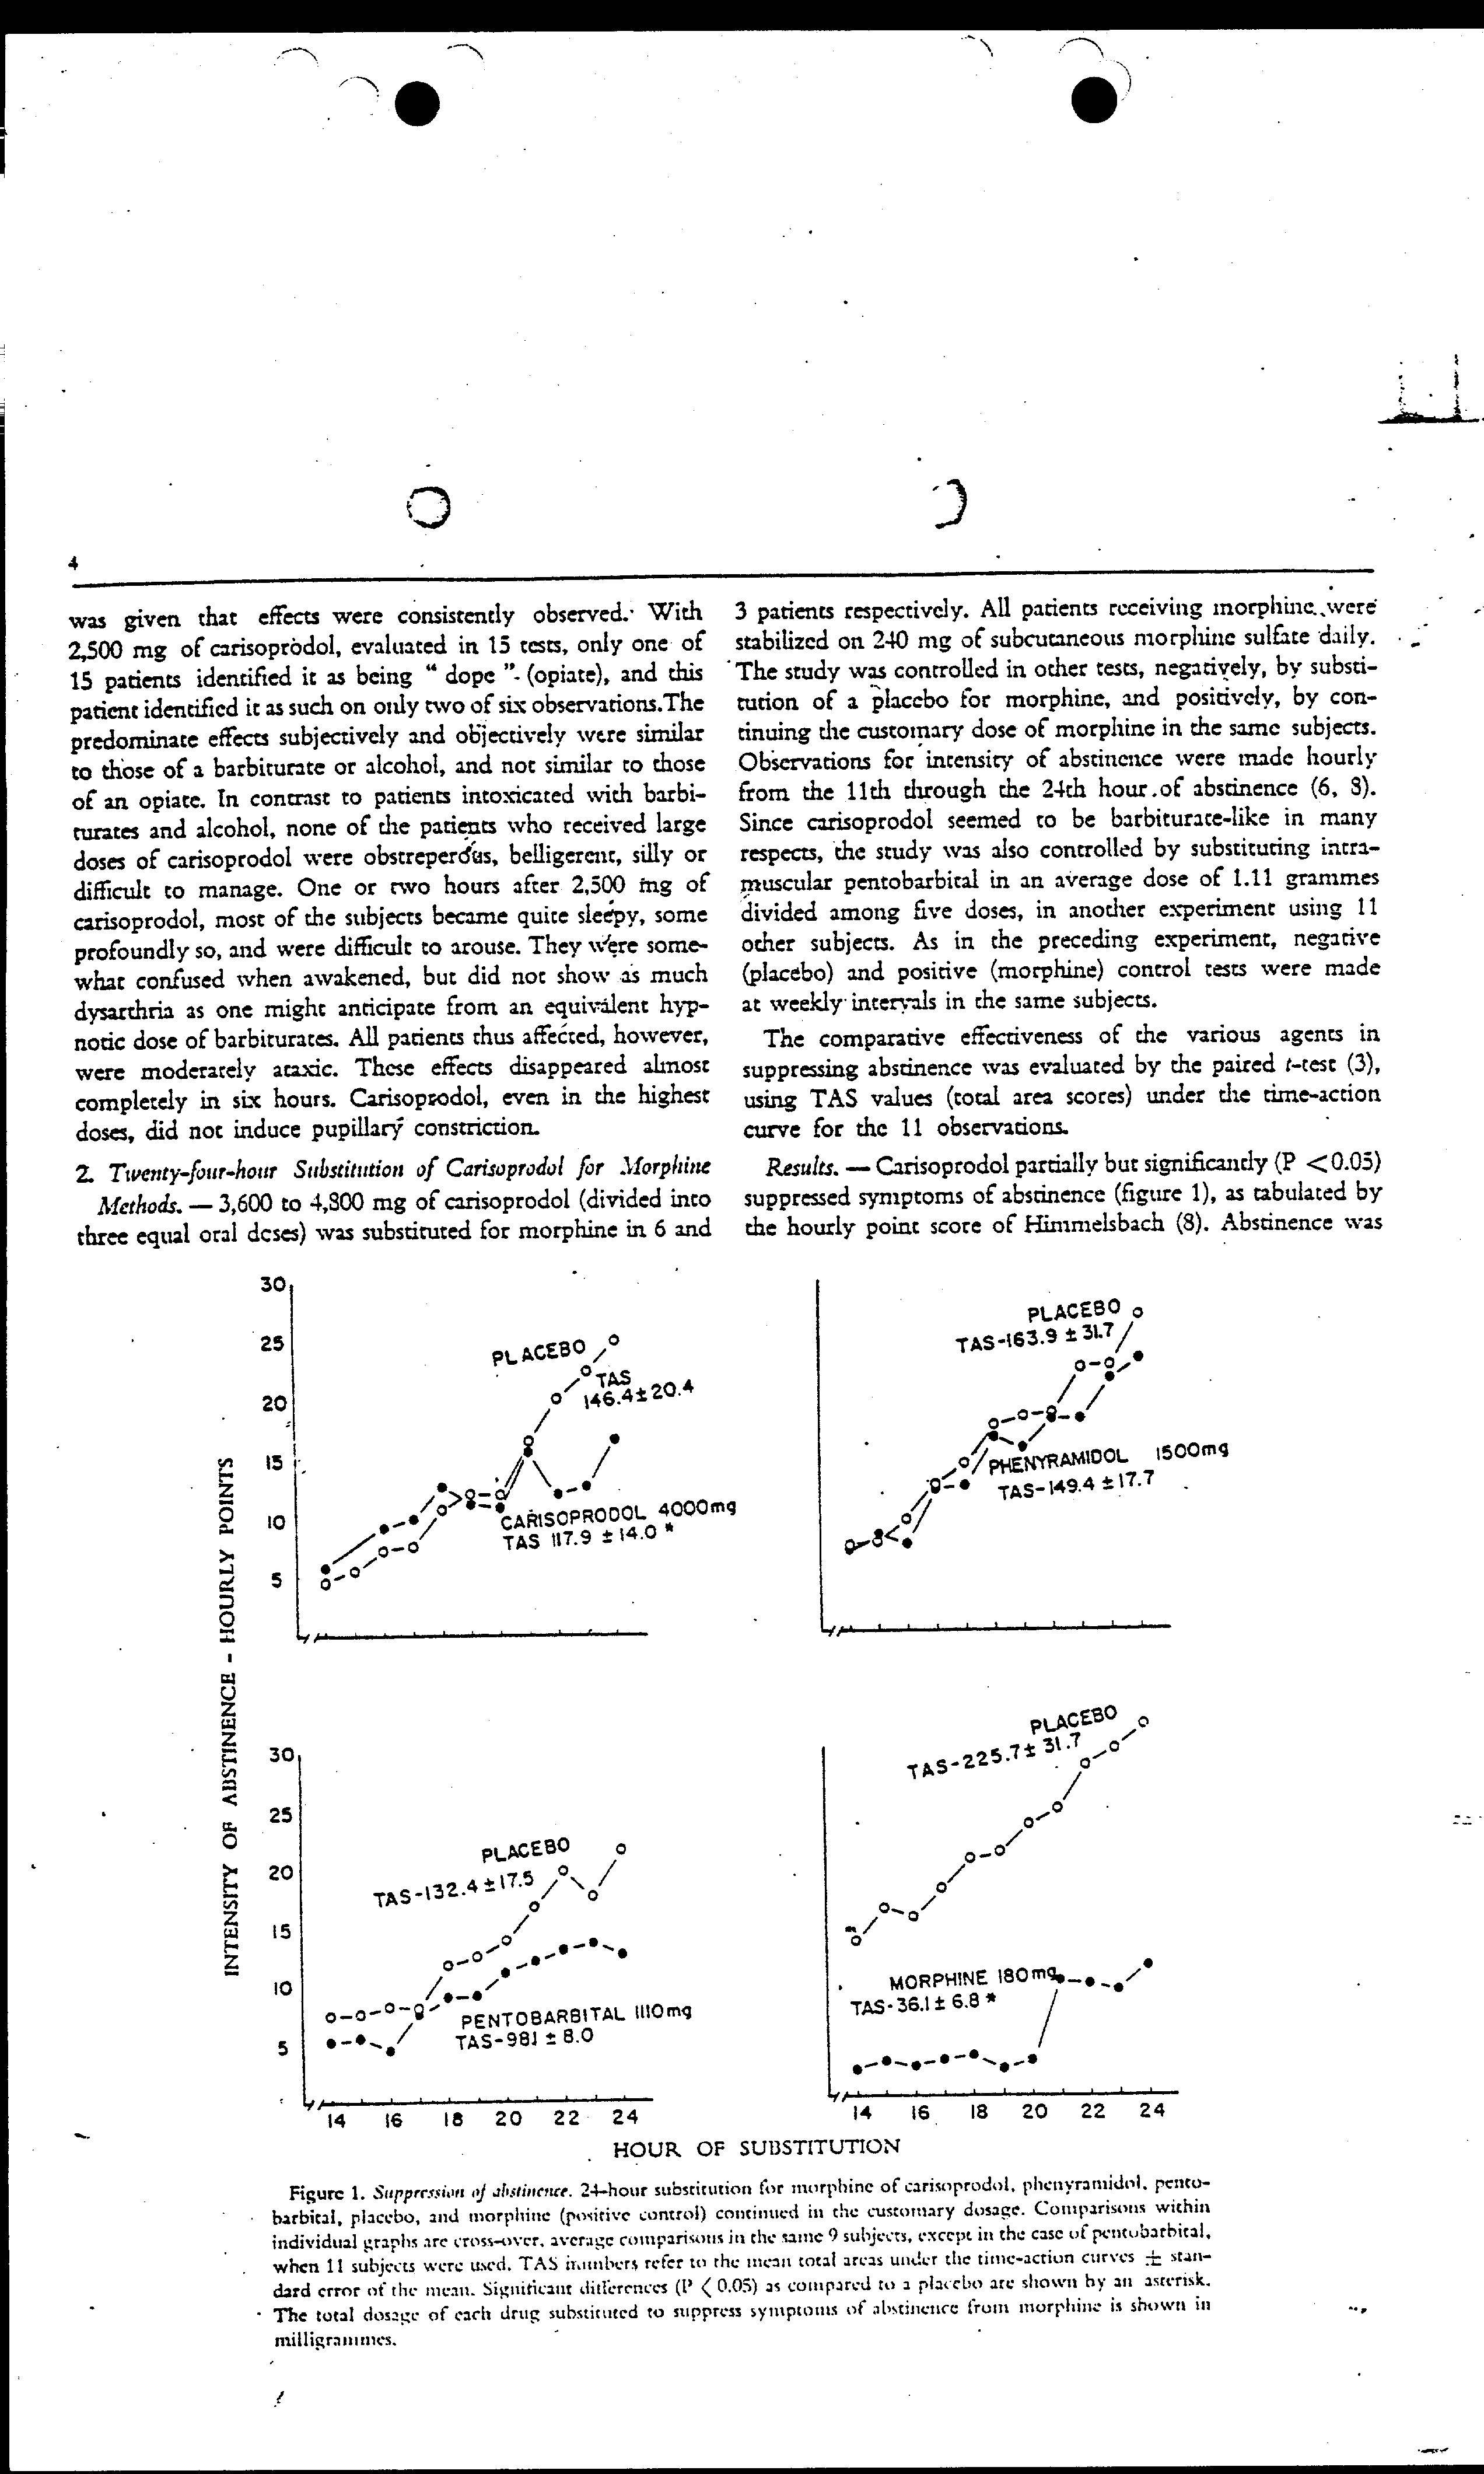 4
was given that effects were consistently observed. With
2,500 mg of carisoprodol, evaluated in 15 tests, only one of
15 patients identified it as being " dope ". (opiate), and this
patient identified it as such on only two of six observations. The
predominate effects subjectively and objectively were similar
to those of a barbiturate or alcohol, and not similar to those
of an opiate. In contrast to patients intoxicated with barbi-
turates and alcohol, none of the patients who received large
doses of carisoprodol were obstreperous, belligerent, silly or
difficult to manage. One or two hours after 2,500 mg of
carisoprodol, most of the subjects became quite sleepy, some
profoundly so, and were difficult to arouse. They were some-
what confused when awakened, but did not show as much
dysarthria as one might anticipate from an equivalent hyp-
notic dose of barbiturates. All patients thus affected, however,
were moderately ataxic. These effects disappeared almost
completely in six hours. Carisoprodol, even in the highest
doses, did not induce pupillary constriction.
2. Twenty-four-hour Substitution of Carisoprodol for Morphine
Methods. — 3,600 to 4,800 mg of carisoprodol (divided into
three equal oral doses) was substituted for morphine in 6 and
3 patients respectively. All patients receiving morphine were
stabilized on 240 mg of subcutaneous morphine sulfate daily.
The study was controlled in other tests, negatively, by substi-
tution of a placebo for morphine, and positively, by con-
tinuing the customary dose of morphine in the same subjects.
Observations for intensity of abstinence were made hourly
from the 11th through the 24th hour of abstinence (6, 8).
Since carisoprodol seemed to be barbiturate-like in many
respects, the study was also controlled by substituting intra-
muscular pentobarbital in an average dose of 1.11 grammes
divided among five doses, in another experiment using 11
other subjects. As in the preceding experiment, negative
(placebo) and positive (morphine) control tests were made
at weekly intervals in the same subjects.
The comparative effectiveness of the various agents in
suppressing abstinence was evaluated by the paired t-test (3),
using TAS values (total area scores) under the time-action
curve for the 11 observations.
Results. — Carisoprodol partially but significantly (P <0.05)
suppressed symptoms of abstinence (figure 1), as tabulated by
the hourly point score of Himmelsbach (8). Abstinence was
INTENSITY OF ABSTINENCE - HOURLY POINTS
30
25
20
15
10
5
PLACEBO
TAS
146.4±20.4
CARISOPRODOL 4000mg
TAS 117.9 ±14.0 *
PLACEBO
TAS-163.9 ± 31.7
PHENYRAMIDOL 1500mg
TAS-149.4 ±17.7
30
25
20
15
10
5
PLACEBO
TAS-132.4±17.5
PENTOBARBITAL 1110mg
TAS-98.1 ± 8.0
14 16 18 20 22 24
PLACEBO
TAS-225.7± 31.7
MORPHINE 180mg
TAS-36.1± 6.8 *
14 16 18 20 22 24
HOUR OF SUBSTITUTION
Figure 1. Suppression of abstinence. 24-hour substitution for morphine of carisoprodol, phenyramidol, pento-
barbital, placebo, and morphine (positive control) continued in the customary dosage. Comparisons within
individual graphs are cross-over, average comparisons in the same 9 subjects, except in the case of pentobarbital,
when 11 subjects were used. TAS numbers refer to the mean total areas under the time-action curves ± stan-
dard error of the mean. Significant differences (P < 0.05) as compared to a placebo are shown by an asterisk.
The total dosage of each drug substituted to suppress symptoms of abstinence from morphine is shown in
milligrammes.